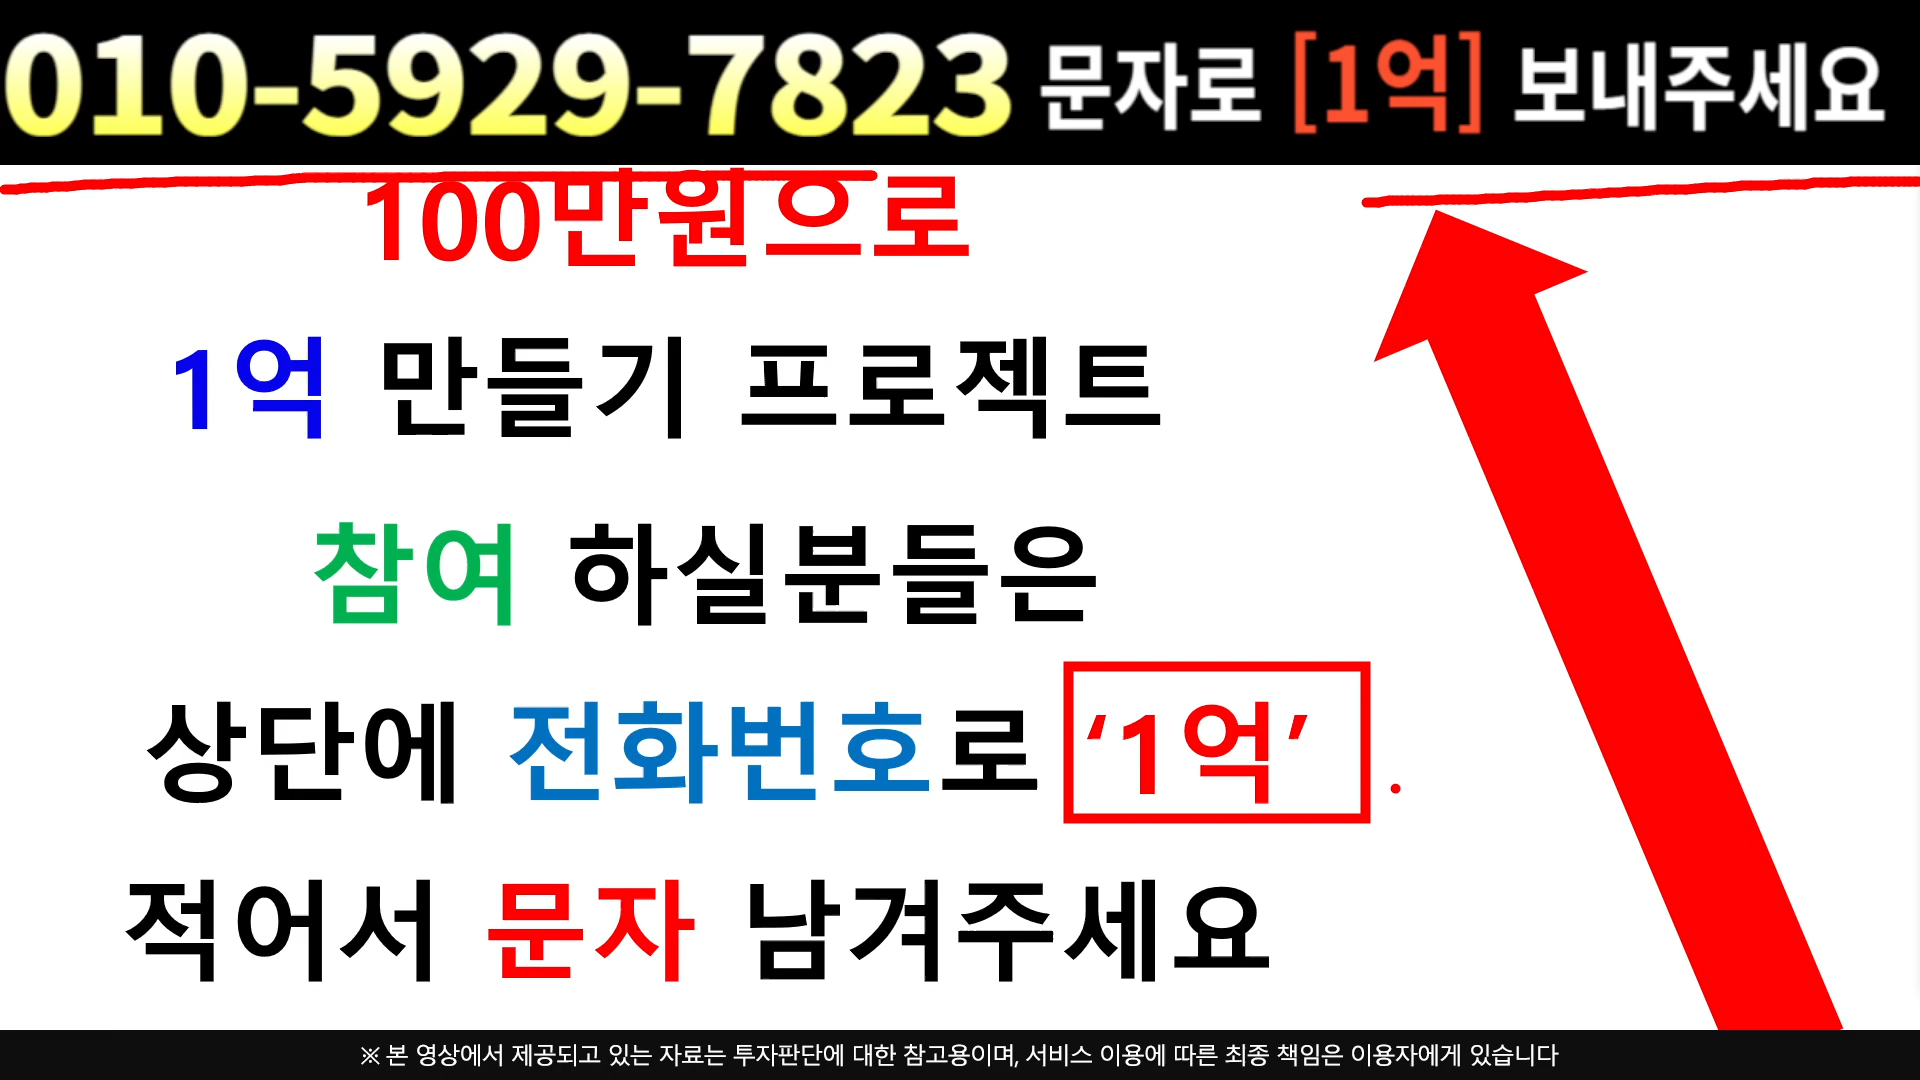 010-5929-7823 문자로 [1억] 보내주세요
100만원으로
1억 만들기 프로젝트
참여 하실분들은
상단에 전화번호로 ‘1억’ .
적어서 문자 남겨주세요
※ 본 영상에서 제공되고 있는 자료는 투자판단에 대한 참고용이며, 서비스 이용에 따른 최종 책임은 이용자에게 있습니다